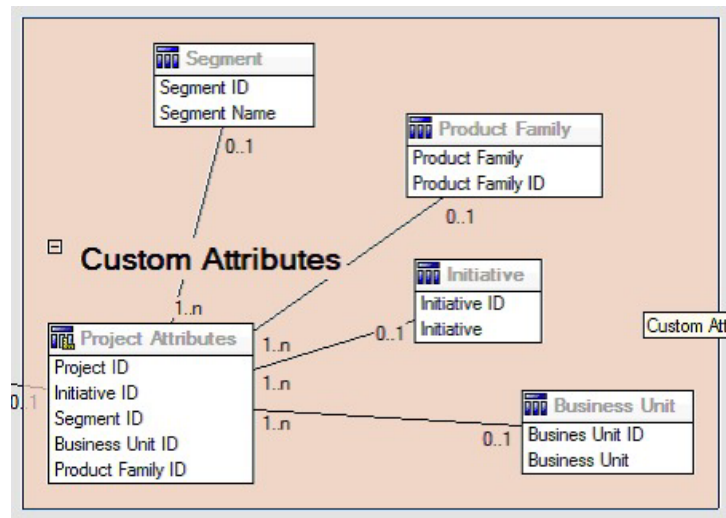 Segment
Segment ID
Segment Name
0..1
Product Family
Product Family
Product Family ID
0..1
Custom Attributes
Initiative
Initiative ID
Initiative
0..1
Custom Att
1..n
Project Attributes
Project ID
Initiative ID
Segment ID
Business Unit ID
Product Family ID
1..n
1..n
1..n
0..1
Business Unit
Busines Unit ID
Business Unit
0..1